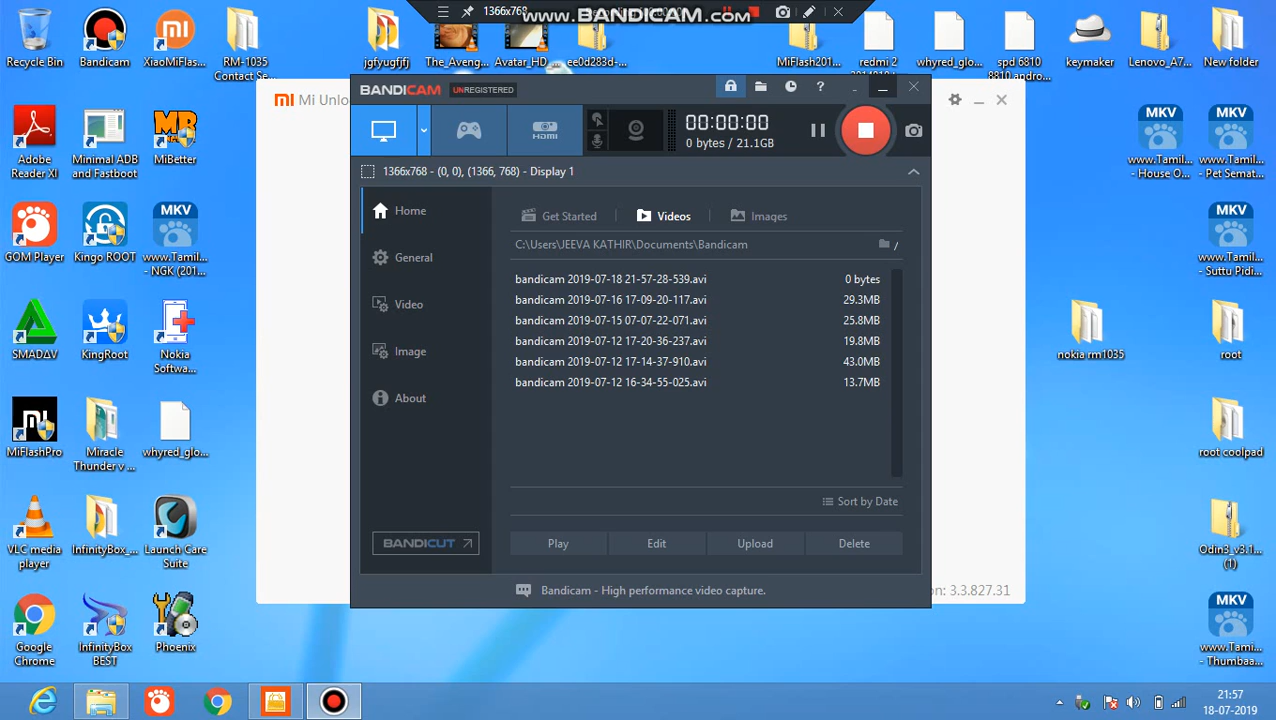 1366x768
www.BANDICAM.com
Recycle Bin
Bandicam
XiaoMiFlas...
RM-1035
Contact Se...
jgfyugfjfj
The_Aveng...
Avatar_HD_...
ee0d283d-...
MiFlash201...
redmi 2
whyred_glo...
spd 6810
8810 andro...
keymaker
Lenovo_A7...
New folder
Mi Unlo
BANDICAM
UNREGISTERED
?
HDMI
00:00:00
0 bytes / 21.1GB
1366x768 - (0, 0), (1366, 768) - Display 1
Home
General
Video
Image
About
BANDICUT
Get Started
Videos
Images
C:\Users\JEEVA KATHIR\Documents\Bandicam
/
bandicam 2019-07-18 21-57-28-539.avi 0 bytes
bandicam 2019-07-16 17-09-20-117.avi 29.3MB
bandicam 2019-07-15 07-07-22-071.avi 25.8MB
bandicam 2019-07-12 17-20-36-237.avi 19.8MB
bandicam 2019-07-12 17-14-37-910.avi 43.0MB
bandicam 2019-07-12 16-34-55-025.avi 13.7MB
Sort by Date
Play
Edit
Upload
Delete
Bandicam - High performance video capture.
on: 3.3.827.31
Adobe
Reader XI
Minimal ADB
and Fastboot
MiBetter
GOM Player
Kingo ROOT
MKV
www.Tamil...
- NGK (201...
SMADΔV
KingRoot
Nokia
Softwa...
MiFlashPro
Miracle
Thunder v ...
whyred_glo...
VLC media
player
InfinityBox_...
Launch Care
Suite
Google
Chrome
InfinityBox
BEST
Phoenix
MKV
www.Tamil...
- House O...
MKV
www.Tamil...
- Pet Semat...
MKV
www.Tamil...
- Suttu Pidi...
nokia rm1035
root
root coolpad
Odin3_v3.1...
(1)
MKV
www.Tami...
- Thumbaa...
21:57
18-07-2019